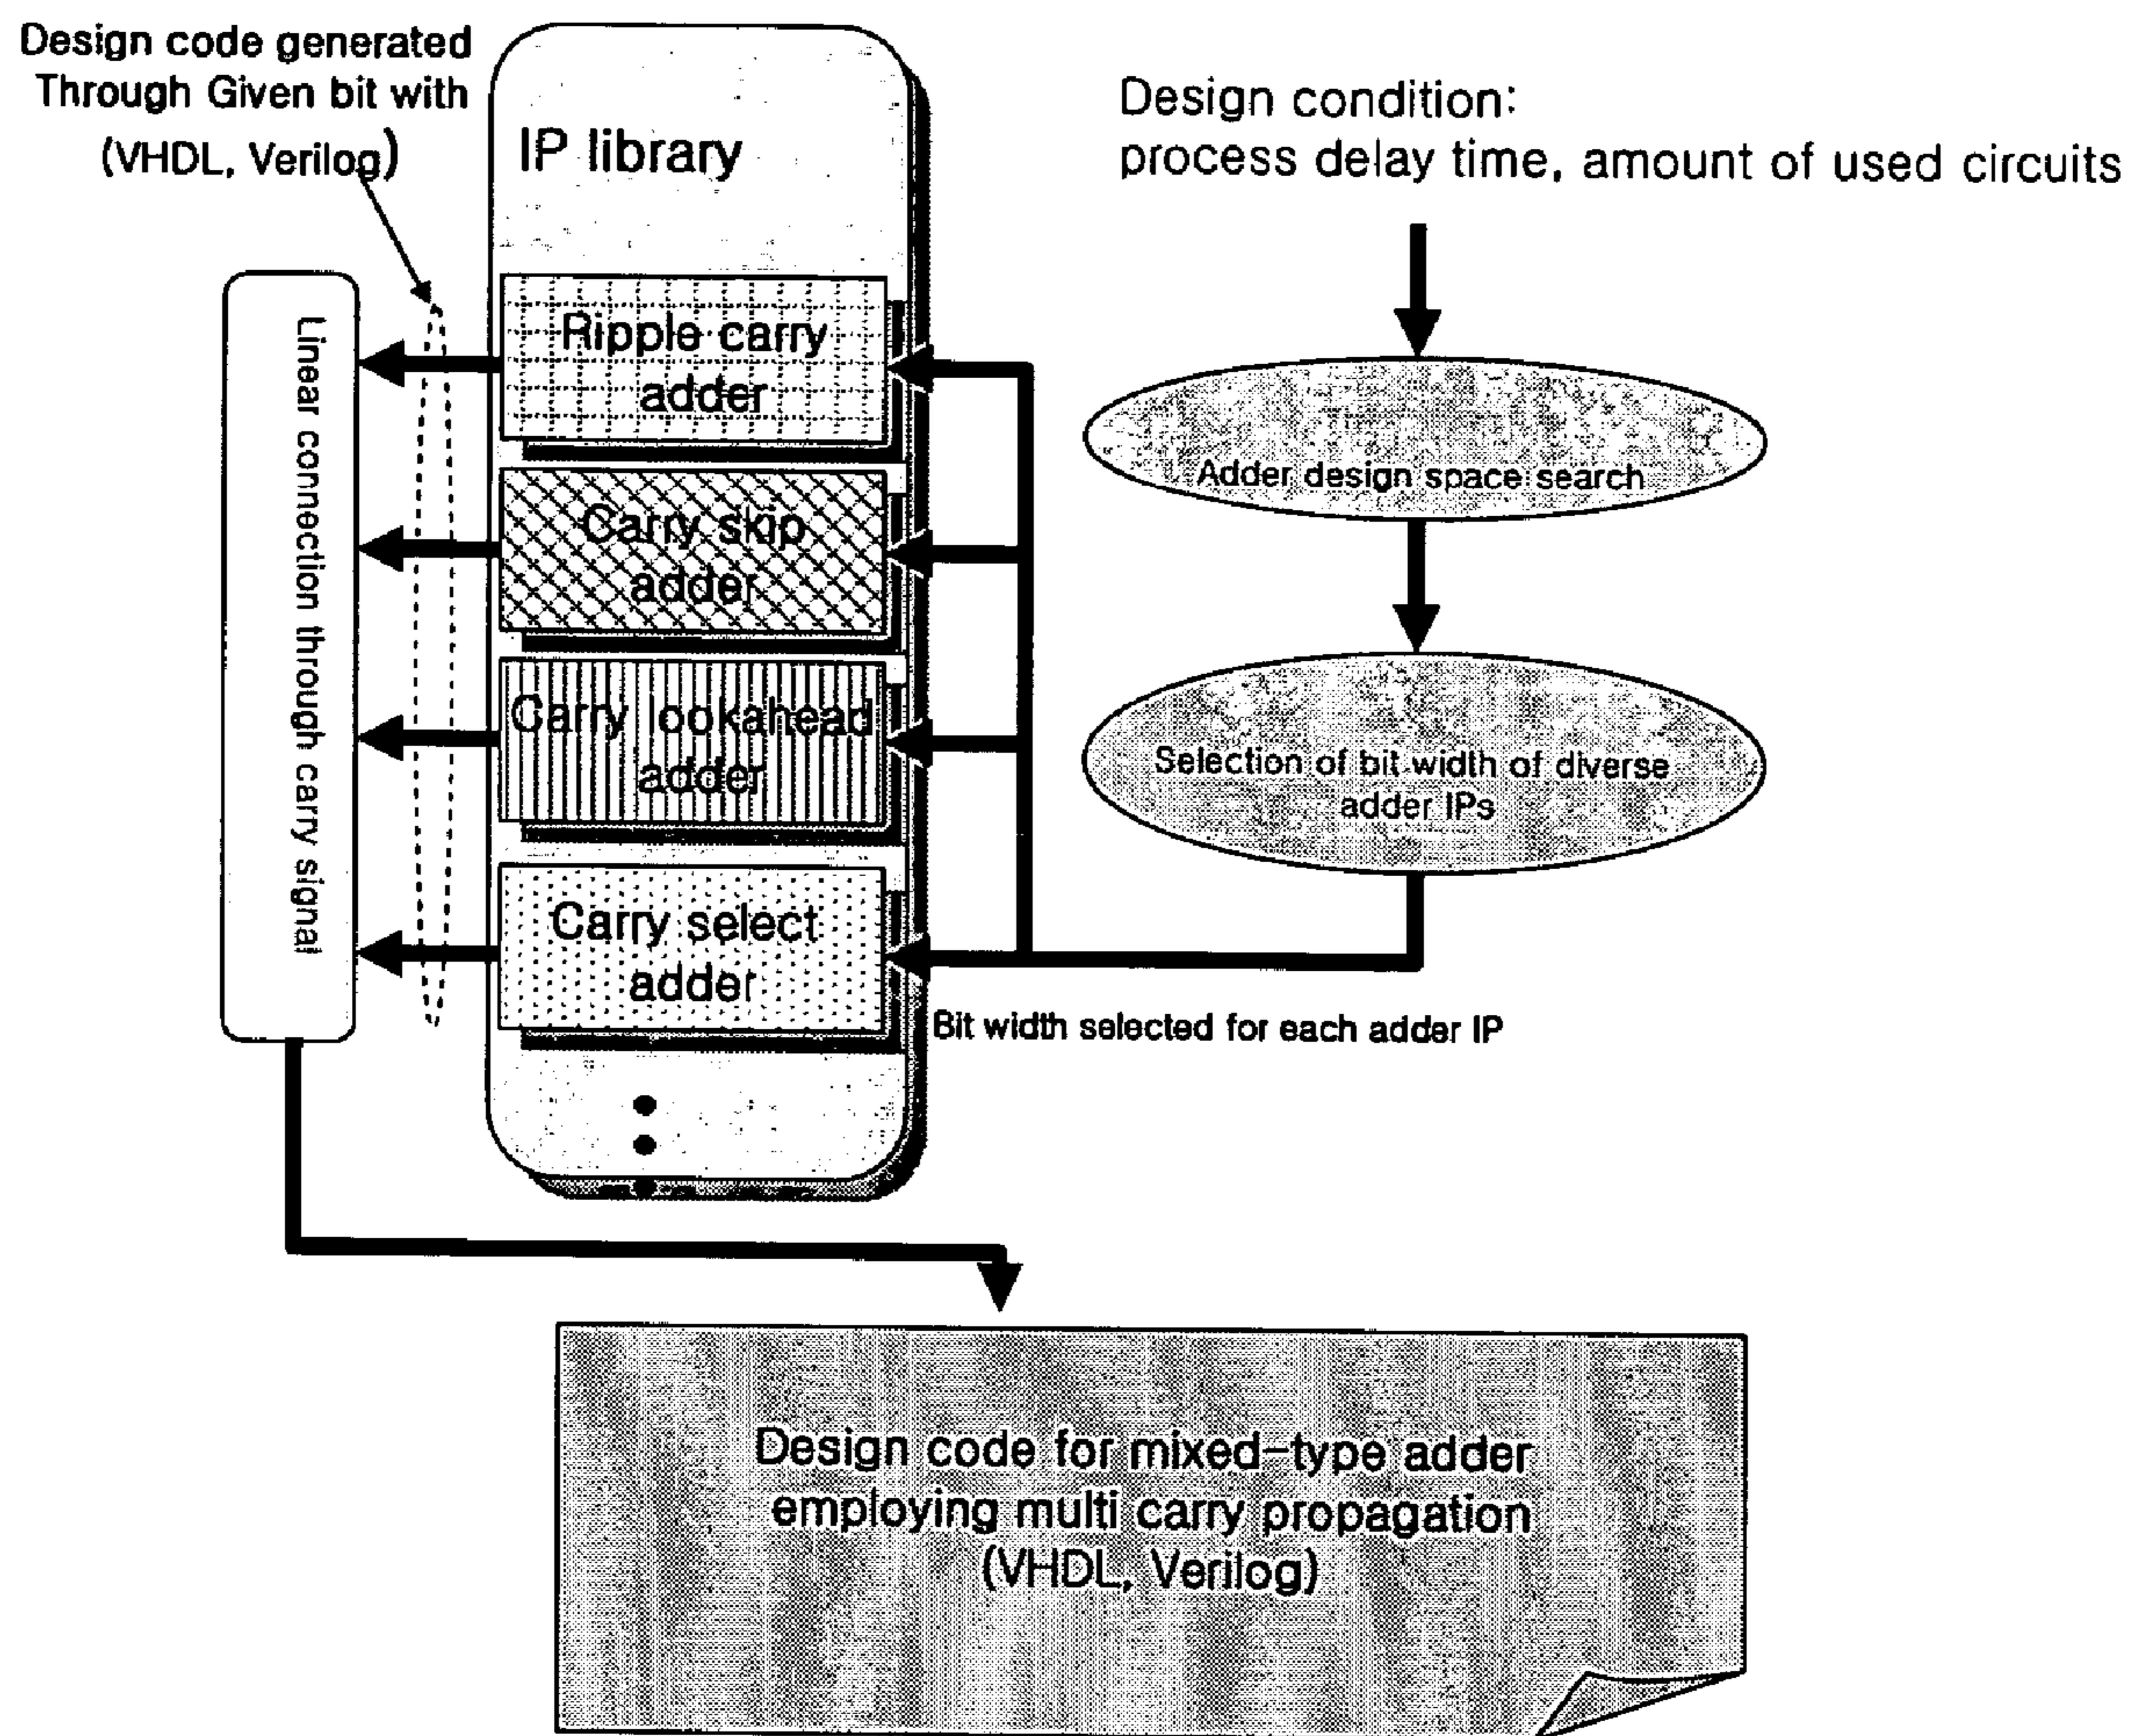 Design code generated
Through Given bit with
(VHDL, Verilog)
IP library
Design condition:
process delay time, amount of used circuits
Ripple carry
adder
Carry skip
adder
Carry lookahead
adder
Carry select
adder
Linear connection through carry signal
Adder design space search
Selection of bit width of diverse
adder IPs
Bit width selected for each adder IP
Design code for mixed-type adder
employing multi carry propagation
(VHDL, Verilog)